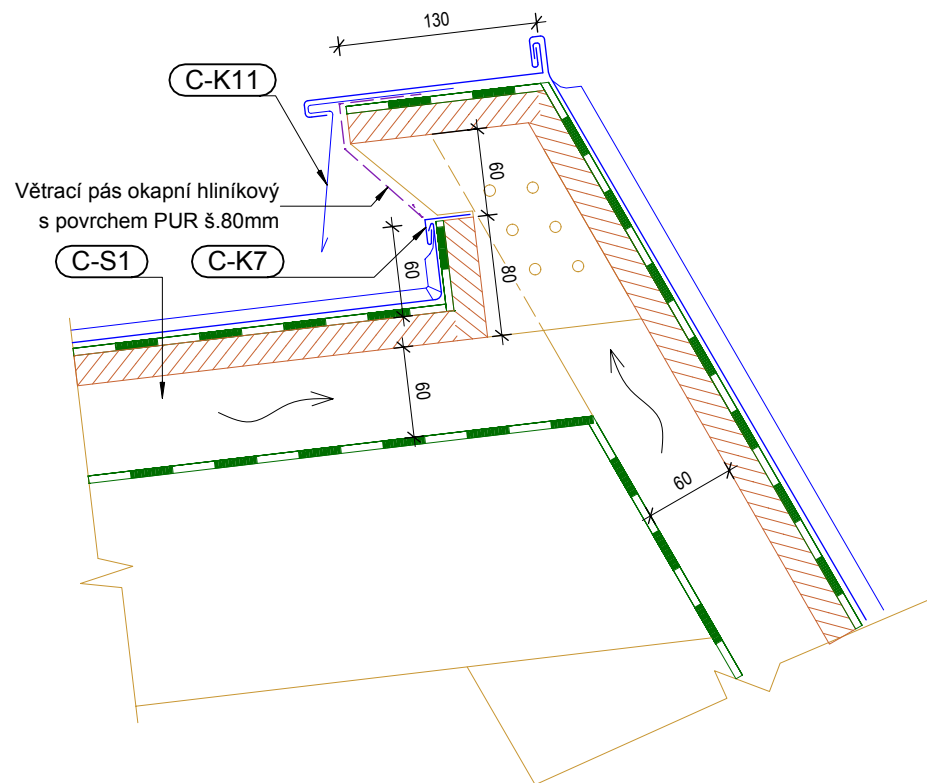 130
C-K11
Větrací pás okapní hliníkový
s povrchem PUR š.80mm
C-S1
C-K7
60
60
80
60
60